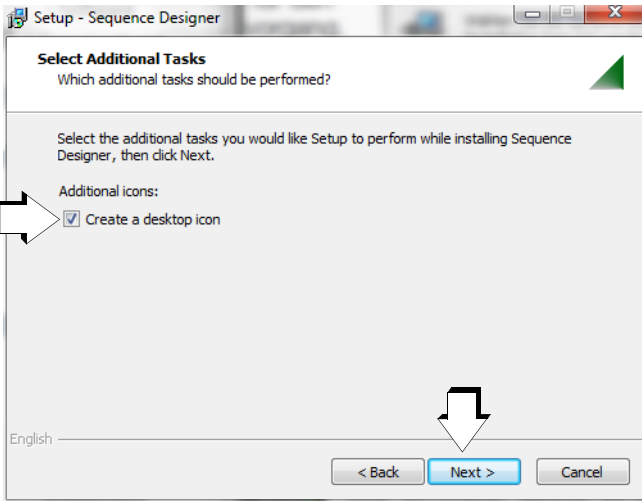 Setup - Sequence Designer
Select Additional Tasks
Which additional tasks should be performed?
Select the additional tasks you would like Setup to perform while installing Sequence
Designer, then click Next.
Additional icons:
Create a desktop icon
English
< Back
Next >
Cancel